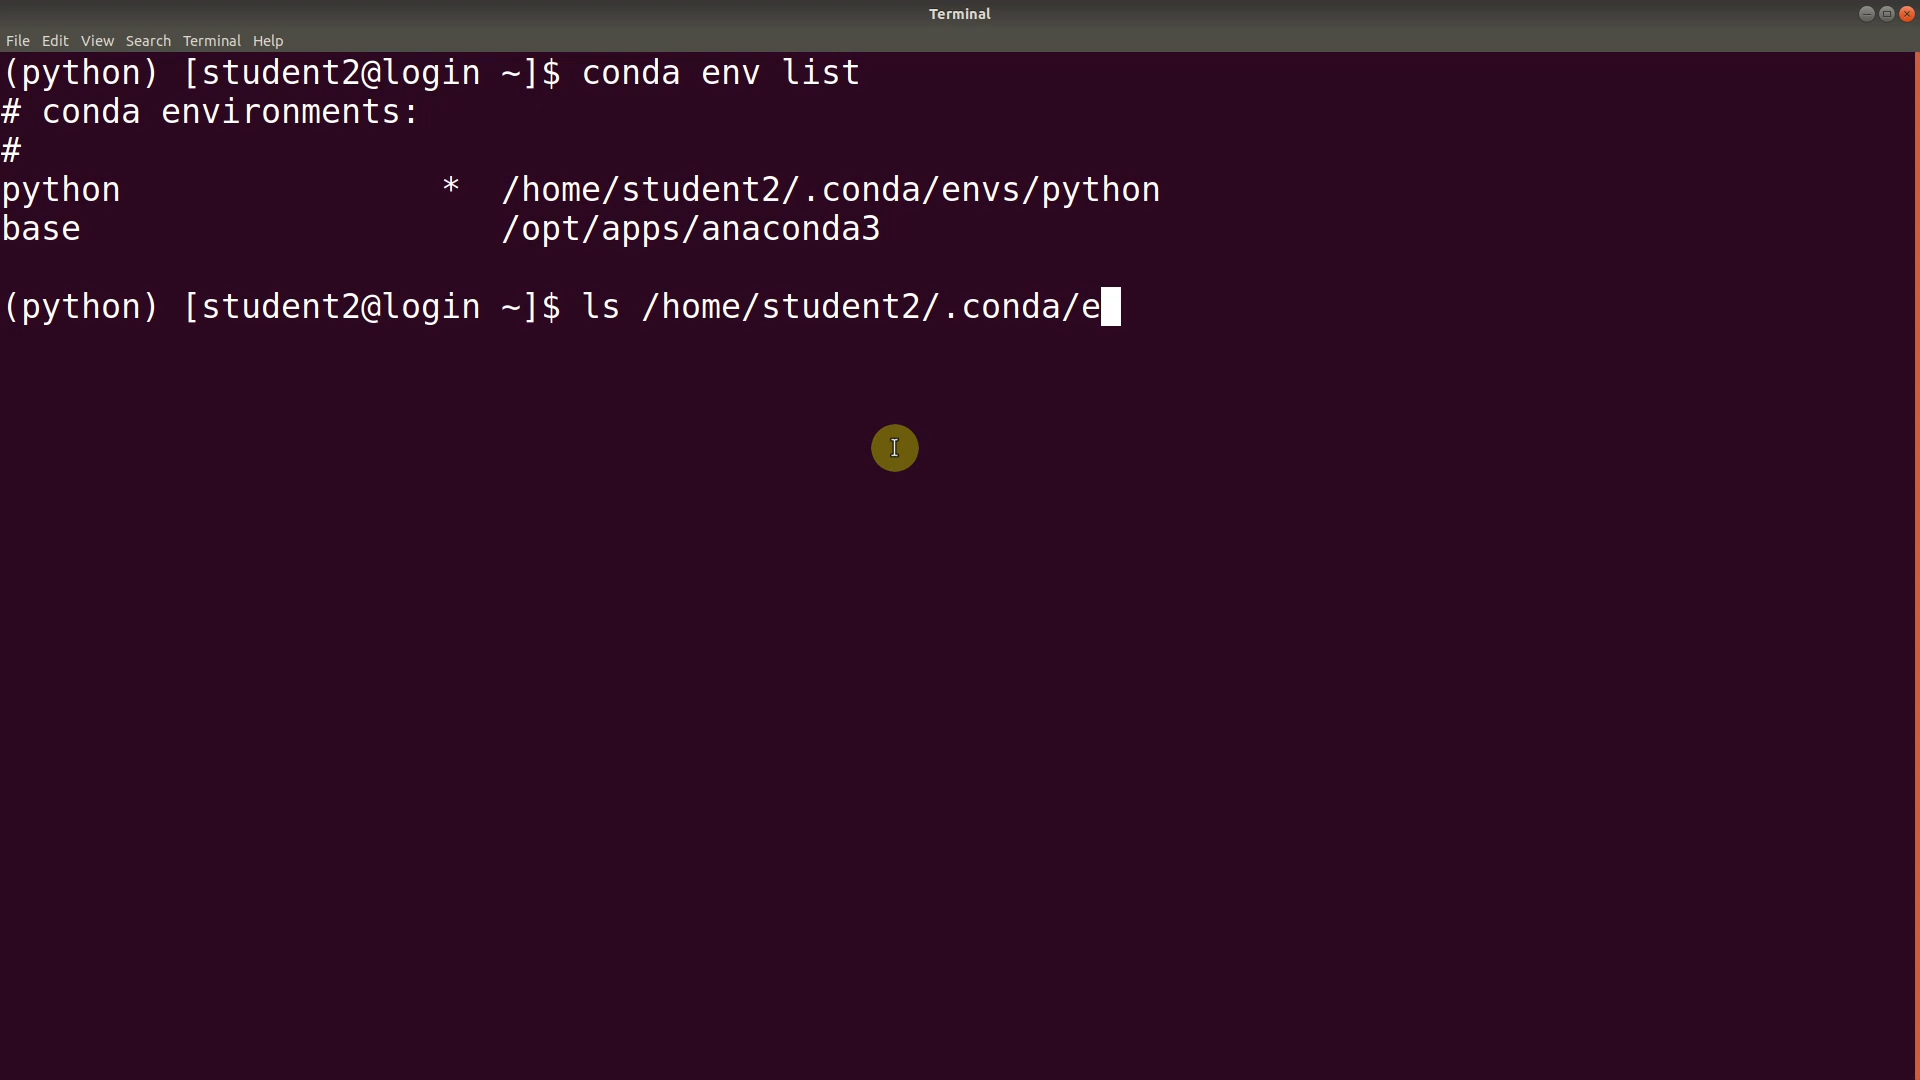 Terminal
File Edit View Search Terminal Help
(python) [student2@login ~]$ conda env list
# conda environments:
#
python                *  /home/student2/.conda/envs/python
base                     /opt/apps/anaconda3
(python) [student2@login ~]$ ls /home/student2/.conda/e